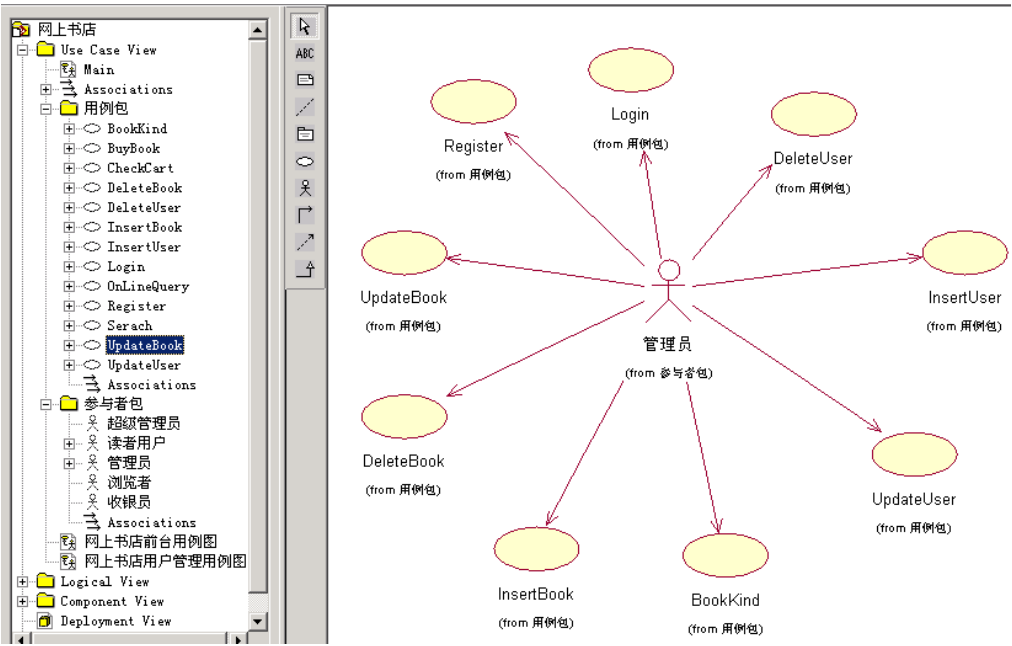 网上书店
Use Case View
Main
Associations
用例包
BookKind
BuyBook
CheckCart
DeleteBook
DeleteUser
InsertBook
InsertUser
Login
OnLineQuery
Register
Serach
UpdateBook
UpdateUser
Associations
参与者包
超级管理员
读者用户
管理员
浏览者
收银员
Associations
网上书店前台用例图
网上书店用户管理用例图
Logical View
Component View
Deployment View
ABC
Login
(from 用例包)
Register
(from 用例包)
DeleteUser
(from 用例包)
UpdateBook
(from 用例包)
InsertUser
(from 用例包)
管理员
(from 参与者包)
DeleteBook
(from 用例包)
UpdateUser
(from 用例包)
InsertBook
(from 用例包)
BookKind
(from 用例包)